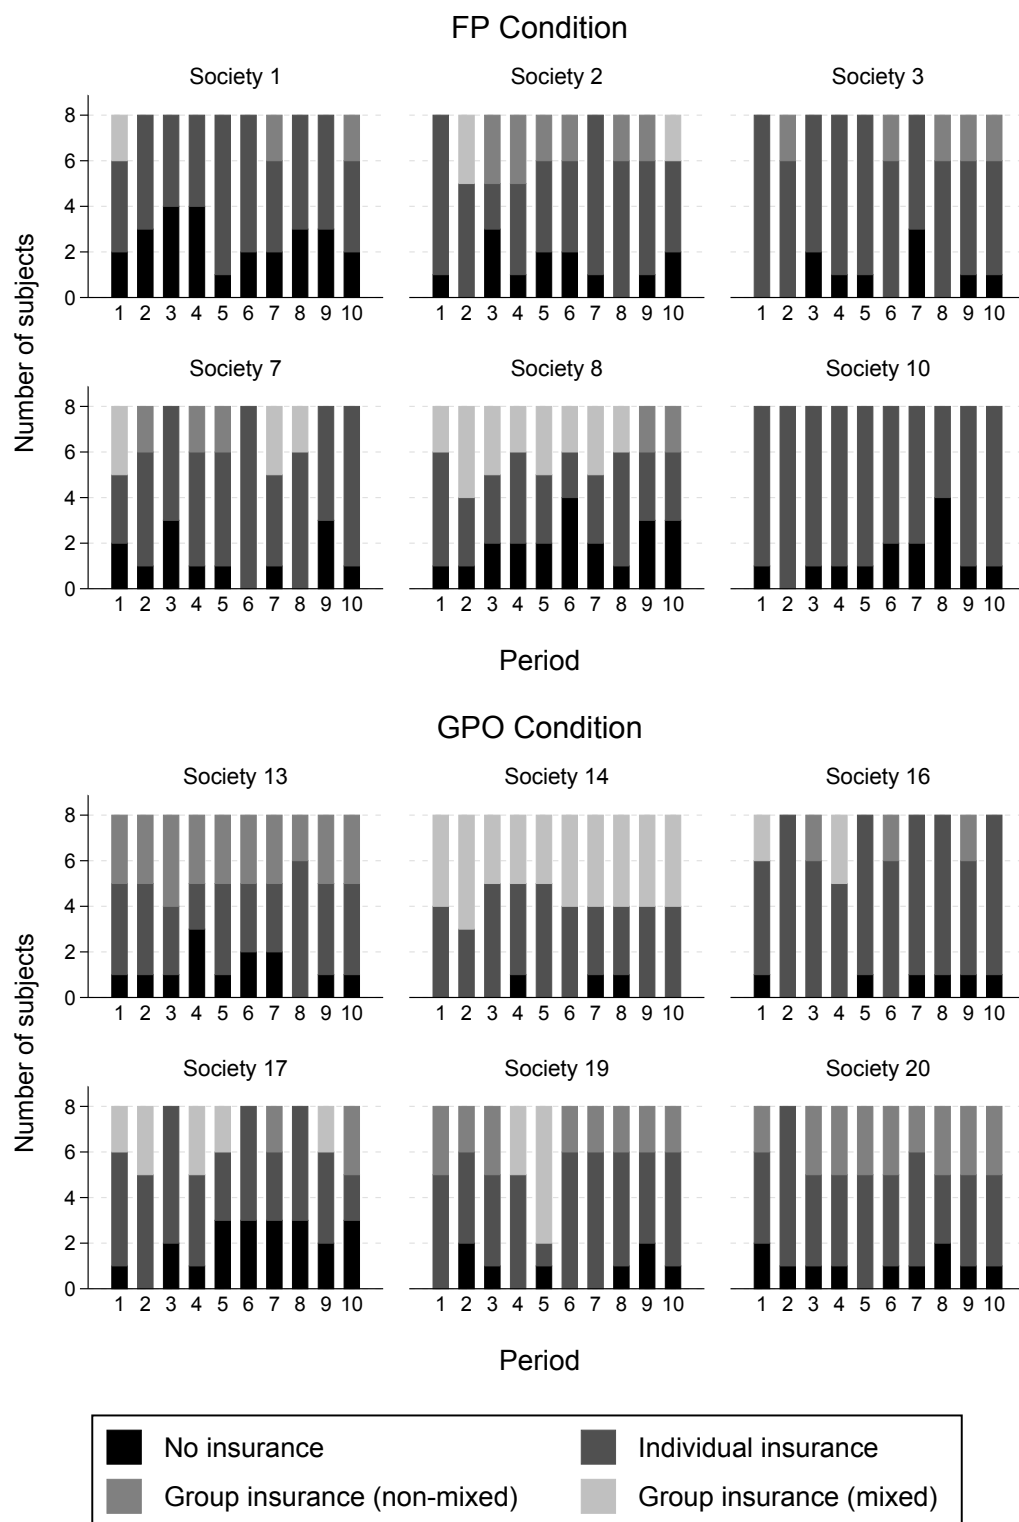 FP Condition
Society 1
Society 2
Society 3
8
6
4
2
0
1 2 3 4 5 6 7 8 9 10
1 2 3 4 5 6 7 8 9 10
1 2 3 4 5 6 7 8 9 10
Number of subjects
Society 7
Society 8
Society 10
8
6
4
2
0
1 2 3 4 5 6 7 8 9 10
1 2 3 4 5 6 7 8 9 10
1 2 3 4 5 6 7 8 9 10
Period
GPO Condition
Society 13
Society 14
Society 16
8
6
4
2
0
1 2 3 4 5 6 7 8 9 10
1 2 3 4 5 6 7 8 9 10
1 2 3 4 5 6 7 8 9 10
Number of subjects
Society 17
Society 19
Society 20
8
6
4
2
0
1 2 3 4 5 6 7 8 9 10
1 2 3 4 5 6 7 8 9 10
1 2 3 4 5 6 7 8 9 10
Period
No insurance
Individual insurance
Group insurance (non-mixed)
Group insurance (mixed)